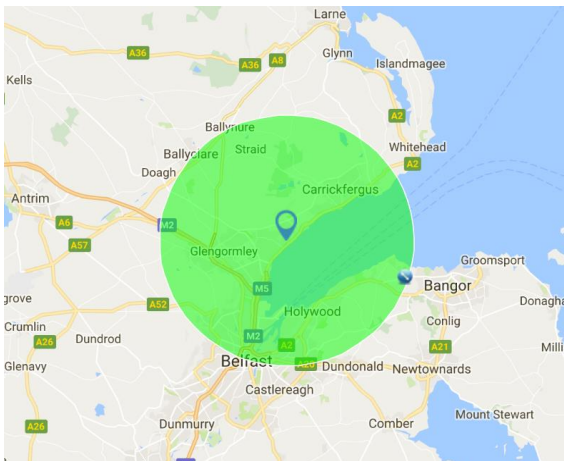 Larne
A36
A36
A8
Glynn
Islandmagee
Kells
A2
Ballynure
Whitehead
Ballyclare
Straid
A2
Doagh
Carrickfergus
Antrim
M2
A6
A57
Glengormley
Groomsport
M5
Bangor
grove
A52
Holywood
Donagha
Crumlin
Conlig
A26
Dundrod
M2
A2
A21
Milli
Belfast
A20
Dundonald
Newtownards
Glenavy
Castlereagh
Mount Stewart
A26
Dunmurry
Comber